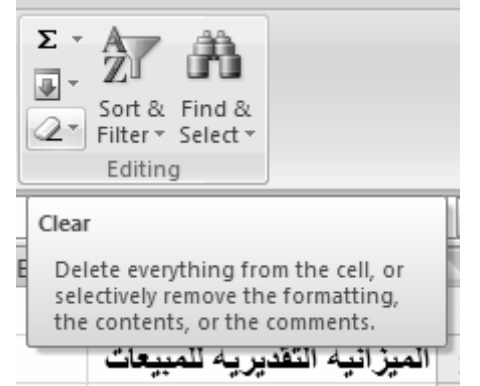 Σ
A
Z
Sort &
Filter
Find &
Select
Editing
Clear
Delete everything from the cell, or
selectively remove the formatting,
the contents, or the comments.
الميزانيه التقديريه للمبيعات